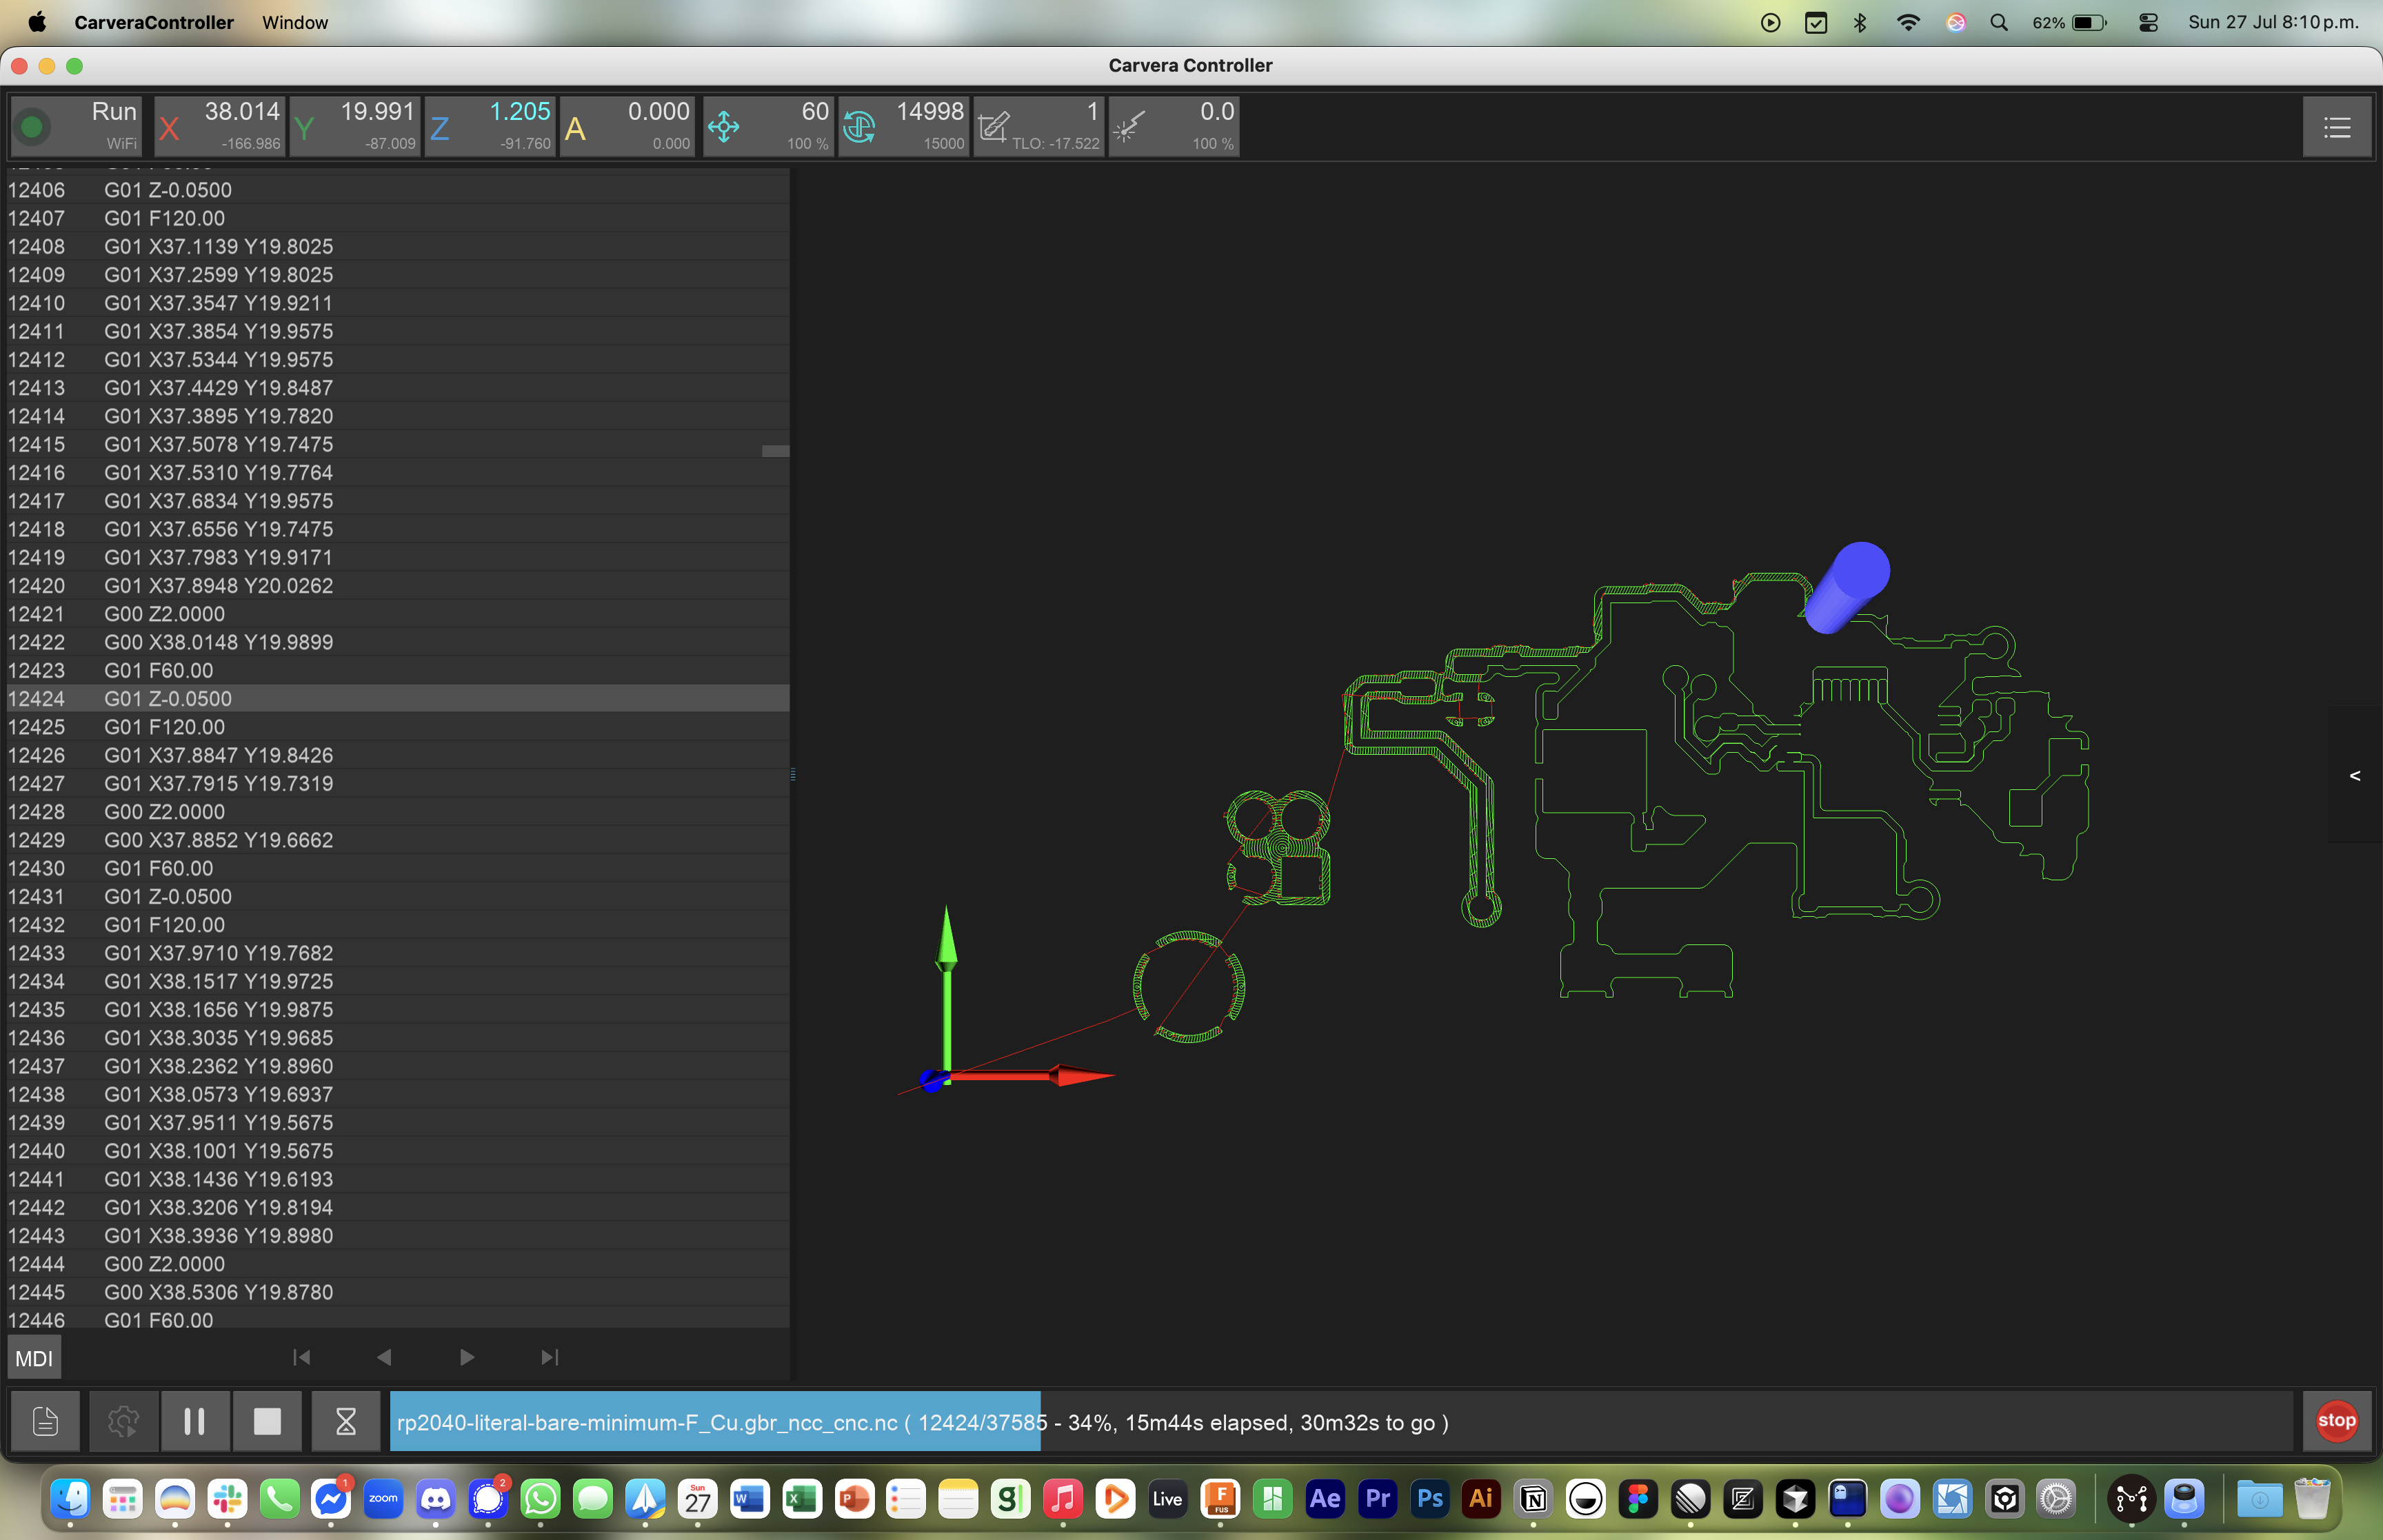 CarveraController Window 62% Sun 27 Jul 8:10 p.m.
Carvera Controller
Run X 38.014 Y 19.991 Z 1.205 A 0.000 60 14998 1 0.0
WiFi -166.986 -87.009 -91.760 0.000 100 % 15000 TLO: -17.522 100 %
12406 G01 Z-0.0500
12407 G01 F120.00
12408 G01 X37.1139 Y19.8025
12409 G01 X37.2599 Y19.8025
12410 G01 X37.3547 Y19.9211
12411 G01 X37.3854 Y19.9575
12412 G01 X37.5344 Y19.9575
12413 G01 X37.4429 Y19.8487
12414 G01 X37.3895 Y19.7820
12415 G01 X37.5078 Y19.7475
12416 G01 X37.5310 Y19.7764
12417 G01 X37.6834 Y19.9575
12418 G01 X37.6556 Y19.7475
12419 G01 X37.7983 Y19.9171
12420 G01 X37.8948 Y20.0262
12421 G00 Z2.0000
12422 G00 X38.0148 Y19.9899
12423 G01 F60.00
12424 G01 Z-0.0500
12425 G01 F120.00
12426 G01 X37.8847 Y19.8426
12427 G01 X37.7915 Y19.7319
12428 G00 Z2.0000
12429 G00 X37.8852 Y19.6662
12430 G01 F60.00
12431 G01 Z-0.0500
12432 G01 F120.00
12433 G01 X37.9710 Y19.7682
12434 G01 X38.1517 Y19.9725
12435 G01 X38.1656 Y19.9875
12436 G01 X38.3035 Y19.9685
12437 G01 X38.2362 Y19.8960
12438 G01 X38.0573 Y19.6937
12439 G01 X37.9511 Y19.5675
12440 G01 X38.1001 Y19.5675
12441 G01 X38.1436 Y19.6193
12442 G01 X38.3206 Y19.8194
12443 G01 X38.3936 Y19.8980
12444 G00 Z2.0000
12445 G00 X38.5306 Y19.8780
12446 G01 F60.00
<
MDI
rp2040-literal-bare-minimum-F_Cu.gbr_ncc_cnc.nc ( 12424/37585 - 34%, 15m44s elapsed, 30m32s to go )
stop
1 zoom 2 Sun 27 W X P g Live F FUS Ae Pr Ps Ai N